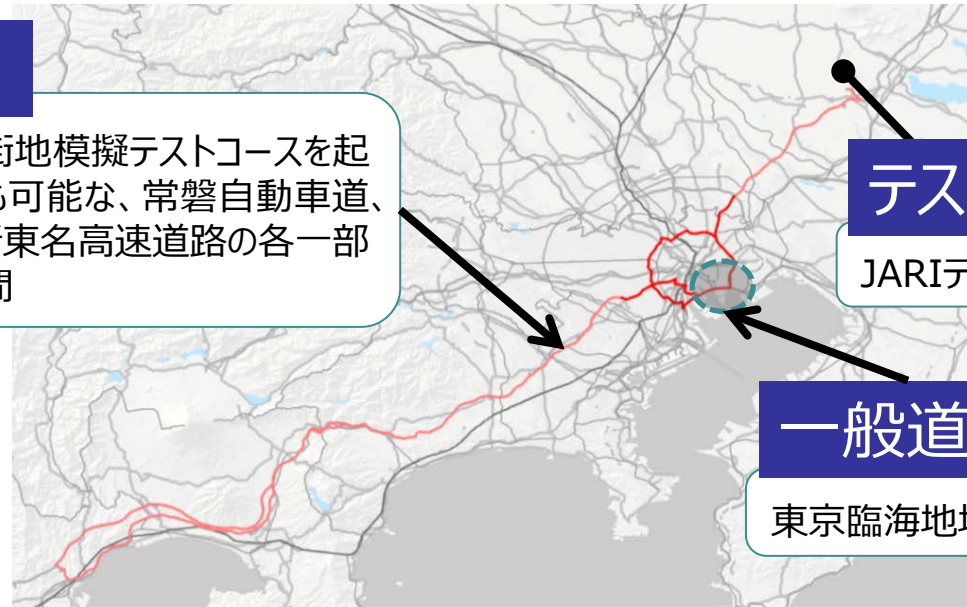 街地模擬テストコースを起
も可能な、常磐自動車道、
新東名高速道路の各一部
間
テス
JARIテ
一般道
東京臨海地